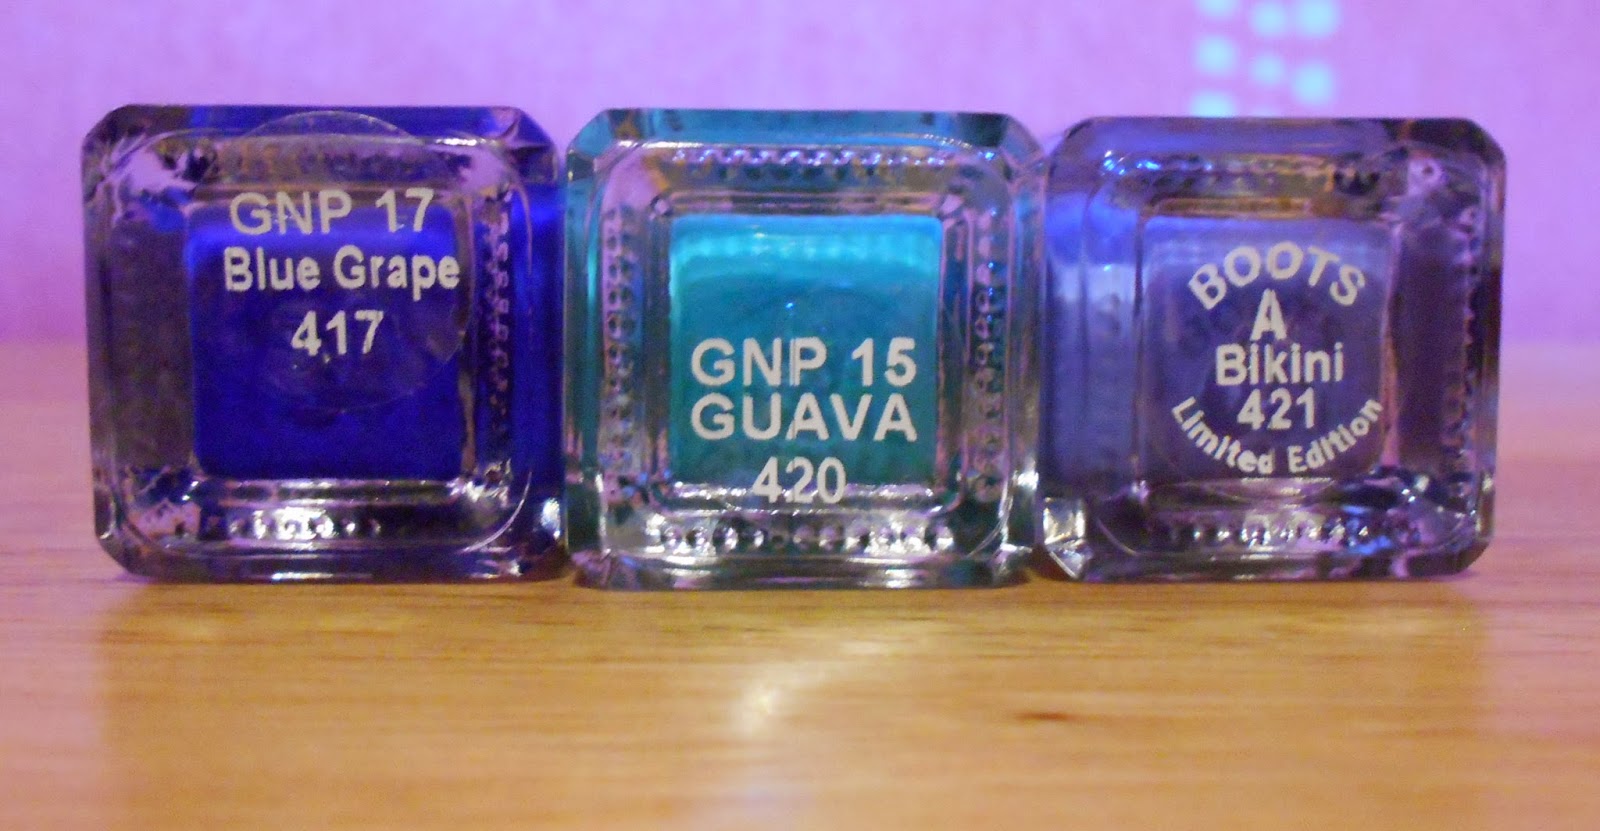 GNP 17
Blue Grape
417
GNP 15
GUAVA
420
BOOTS
A
Bikini
421
Limited Edition